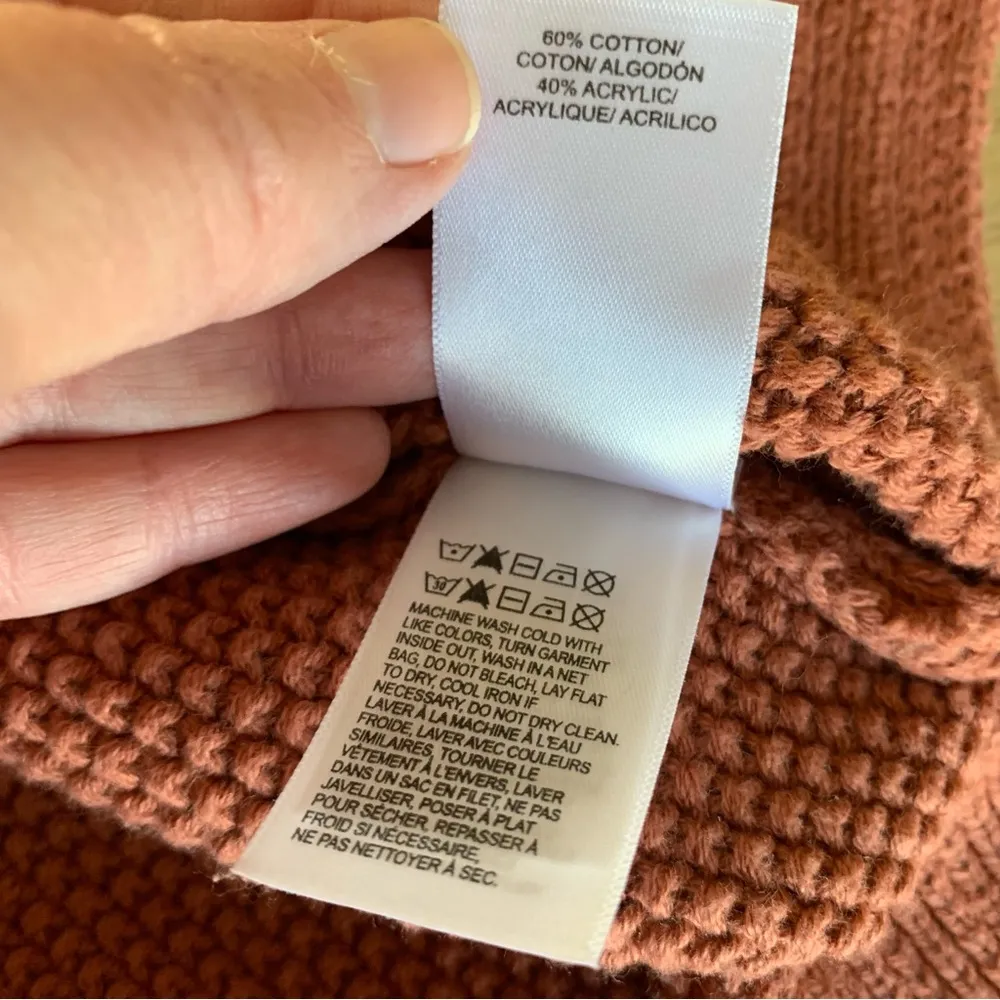 60% COTTON/
COTON/ ALGODÓN
40% ACRYLIC/
ACRYLIQUE/ ACRILICO
30
MACHINE WASH COLD WITH
LIKE COLORS, TURN GARMENT
INSIDE OUT, WASH IN A NET
BAG, DO NOT BLEACH, LAY FLAT
TO DRY, COOL IRON IF
NECESSARY, DO NOT DRY CLEAN.
LAVER À LA MACHINE À L'EAU
FROIDE, LAVER AVEC COULEURS
SIMILAIRES, TOURNER LE
VÊTEMENT À L'ENVERS, LAVER
DANS UN SAC EN FILET, NE PAS
JAVELLISER, POSER À PLAT
POUR SÉCHER, REPASSER À
FROID SI NÉCESSAIRE,
NE PAS NETTOYER À SEC.